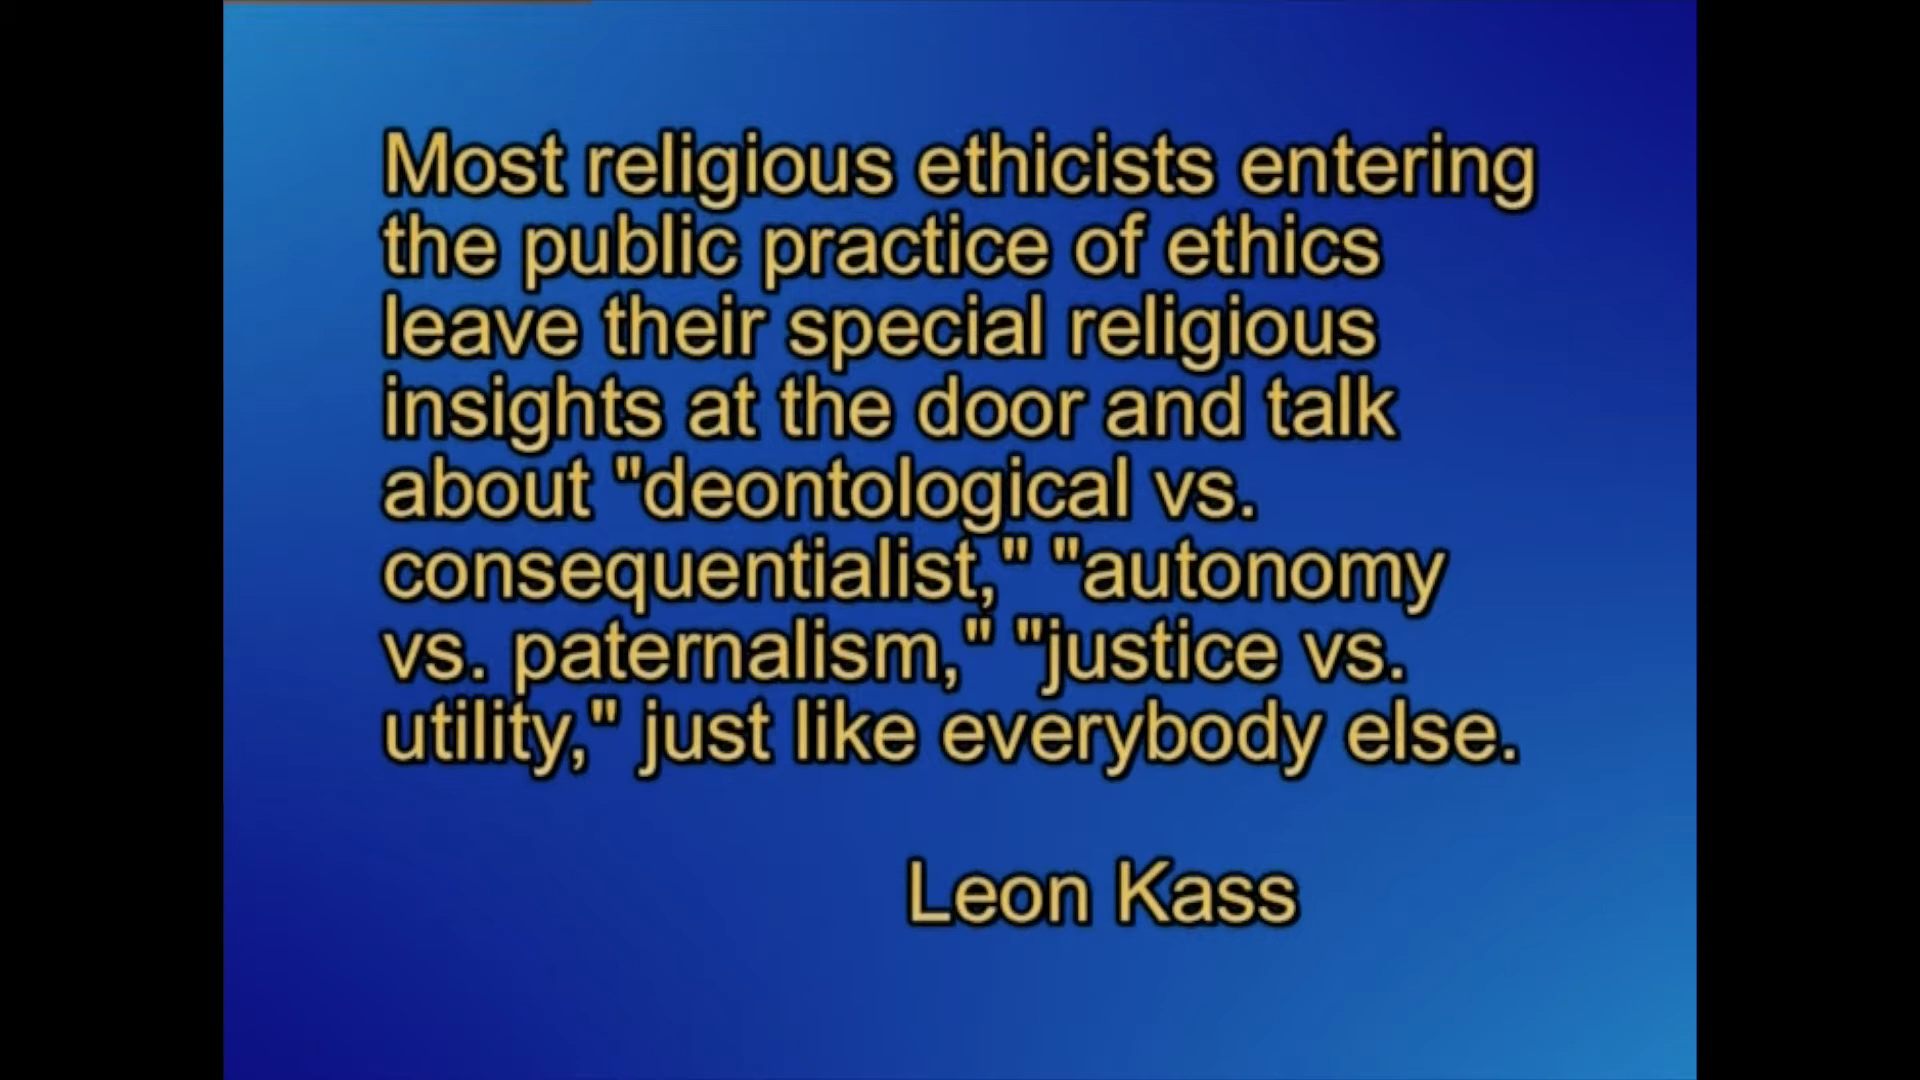 Most religious ethicists entering
the public practice of ethics
leave their special religious
insights at the door and talk
about "deontological vs.
consequentialist," "autonomy
vs. paternalism," "justice vs.
utility," just like everybody else.
Leon Kass